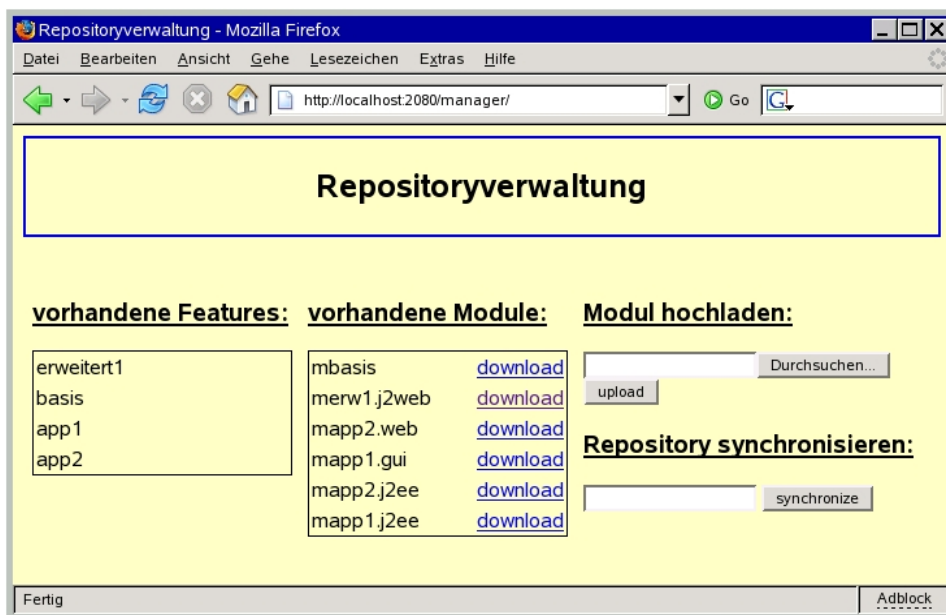 Repositoryverwaltung - Mozilla Firefox
Datei Bearbeiten Ansicht Gehe Lesezeichen Extras Hilfe
http://localhost:2080/manager/ Go G
Repositoryverwaltung
vorhandene Features:
erweitert1
basis
app1
app2
vorhandene Module:
mbasis download
merw1.j2web download
mapp2.web download
mapp1.gui download
mapp2.j2ee download
mapp1.j2ee download
Modul hochladen:
Durchsuchen...
upload
Repository synchronisieren:
synchronize
Fertig Adblock